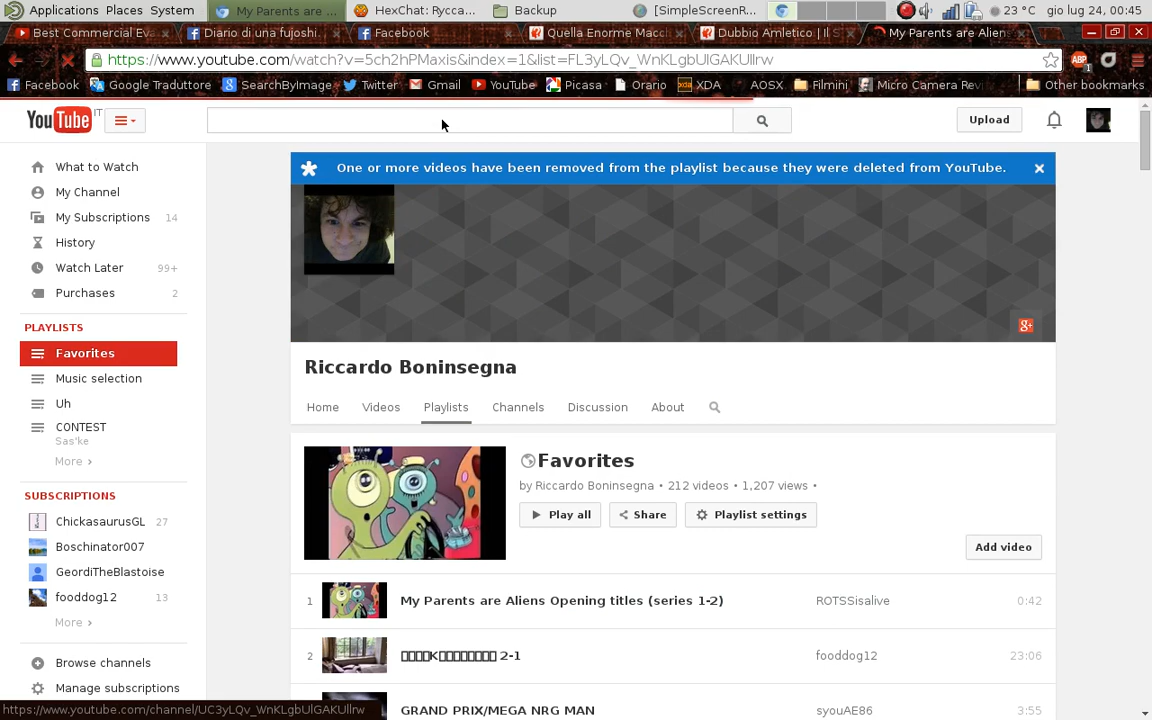 Applications Places System My Parents are ... HexChat: Rycca... Backup [SimpleScreenR... 23 °C gio lug 24, 00:45
Best Commercial Eva Diario di una fujoshi. Facebook Quella Enorme Macc Dubbio Amletico | Il S My Parents are Alien
https://www.youtube.com/watch?v=5ch2hPMaxis&index=1&list=FL3yLQv_WnKLgbUlGAKUllrw ABP
Facebook Google Traduttore SearchByImage Twitter Gmail YouTube Picasa Orario xda XDA AOSX Filmini Micro Camera Revi Other bookmarks
YouTube IT Upload
One or more videos have been removed from the playlist because they were deleted from YouTube.
What to Watch
My Channel
My Subscriptions 14
History
Watch Later 99+
Purchases 2
PLAYLISTS
Favorites
Music selection
Uh
CONTEST
Sas'ke
More ›
SUBSCRIPTIONS
ChickasaurusGL 27
Boschinator007
GeordiTheBlastoise
fooddog12 13
More ›
Browse channels
Manage subscriptions
https://www.youtube.com/channel/UC3yLQv_WnKLgbUlGAKUllrw
g+
Riccardo Boninsegna
Home Videos Playlists Channels Discussion About
Favorites
by Riccardo Boninsegna • 212 videos • 1,207 views •
Play all Share Playlist settings
Add video
1 My Parents are Aliens Opening titles (series 1-2) ROTSSisalive 0:42
2 K 2-1 fooddog12 23:06
GRAND PRIX/MEGA NRG MAN syouAE86 3:55